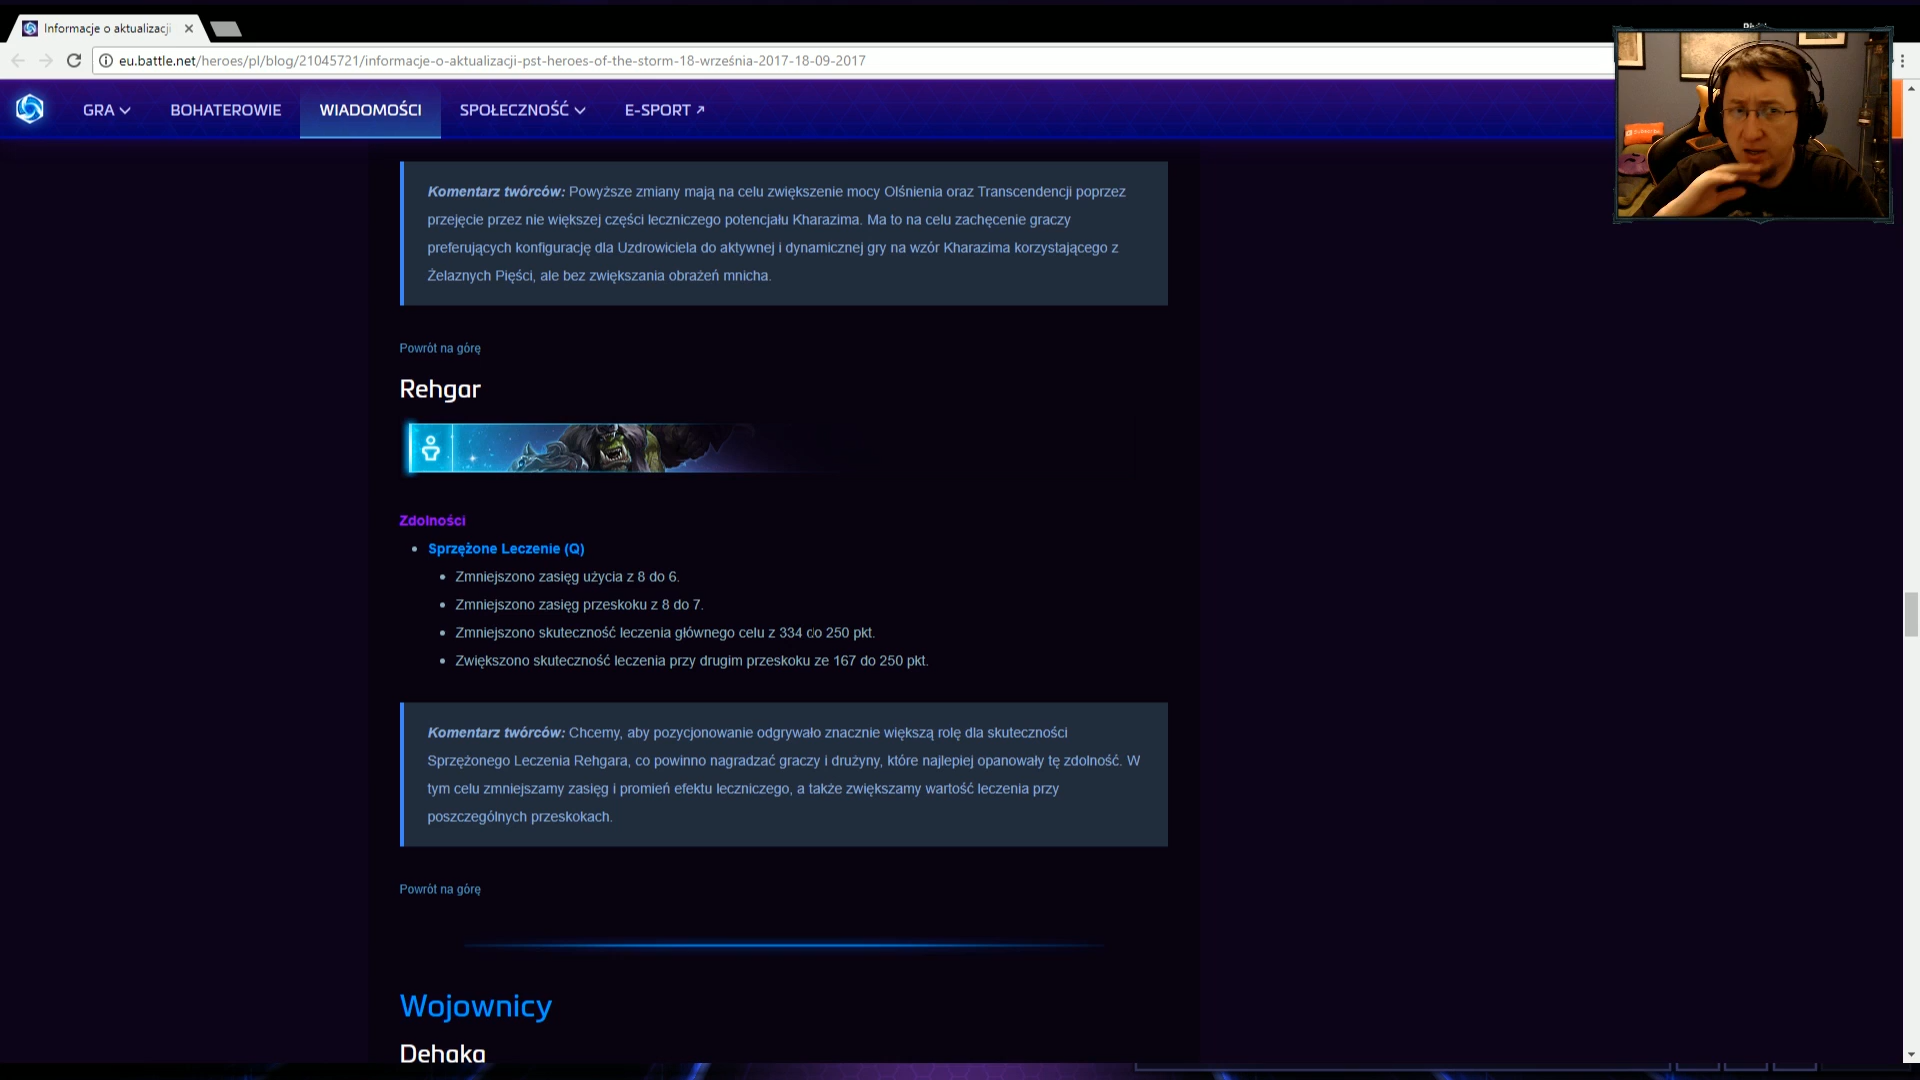 Informacje o aktualizacji
eu.battle.net/heroes/pl/blog/21045721/informacje-o-aktualizacji-pst-heroes-of-the-storm-18-września-2017-18-09-2017
GRA BOHATEROWIE WIADOMOŚCI SPOŁECZNOŚĆ E-SPORT
Komentarz twórców: Powyższe zmiany mają na celu zwiększenie mocy Olśnienia oraz Transcendencji poprzez
przejęcie przez nie większej części leczniczego potencjału Kharazima. Ma to na celu zachęcenie graczy
preferujących konfigurację dla Uzdrowiciela do aktywnej i dynamicznej gry na wzór Kharazima korzystającego z
Żelaznych Pięści, ale bez zwiększania obrażeń mnicha.
Powrót na górę
Rehgar
Zdolności
Sprzężone Leczenie (Q)
Zmniejszono zasięg użycia z 8 do 6.
Zmniejszono zasięg przeskoku z 8 do 7.
Zmniejszono skuteczność leczenia głównego celu z 334 do 250 pkt.
Zwiększono skuteczność leczenia przy drugim przeskoku ze 167 do 250 pkt.
Komentarz twórców: Chcemy, aby pozycjonowanie odgrywało znacznie większą rolę dla skuteczności
Sprzężonego Leczenia Rehgara, co powinno nagradzać graczy i drużyny, które najlepiej opanowały tę zdolność. W
tym celu zmniejszamy zasięg i promień efektu leczniczego, a także zwiększamy wartość leczenia przy
poszczególnych przeskokach.
Powrót na górę
Wojownicy
Dehaka